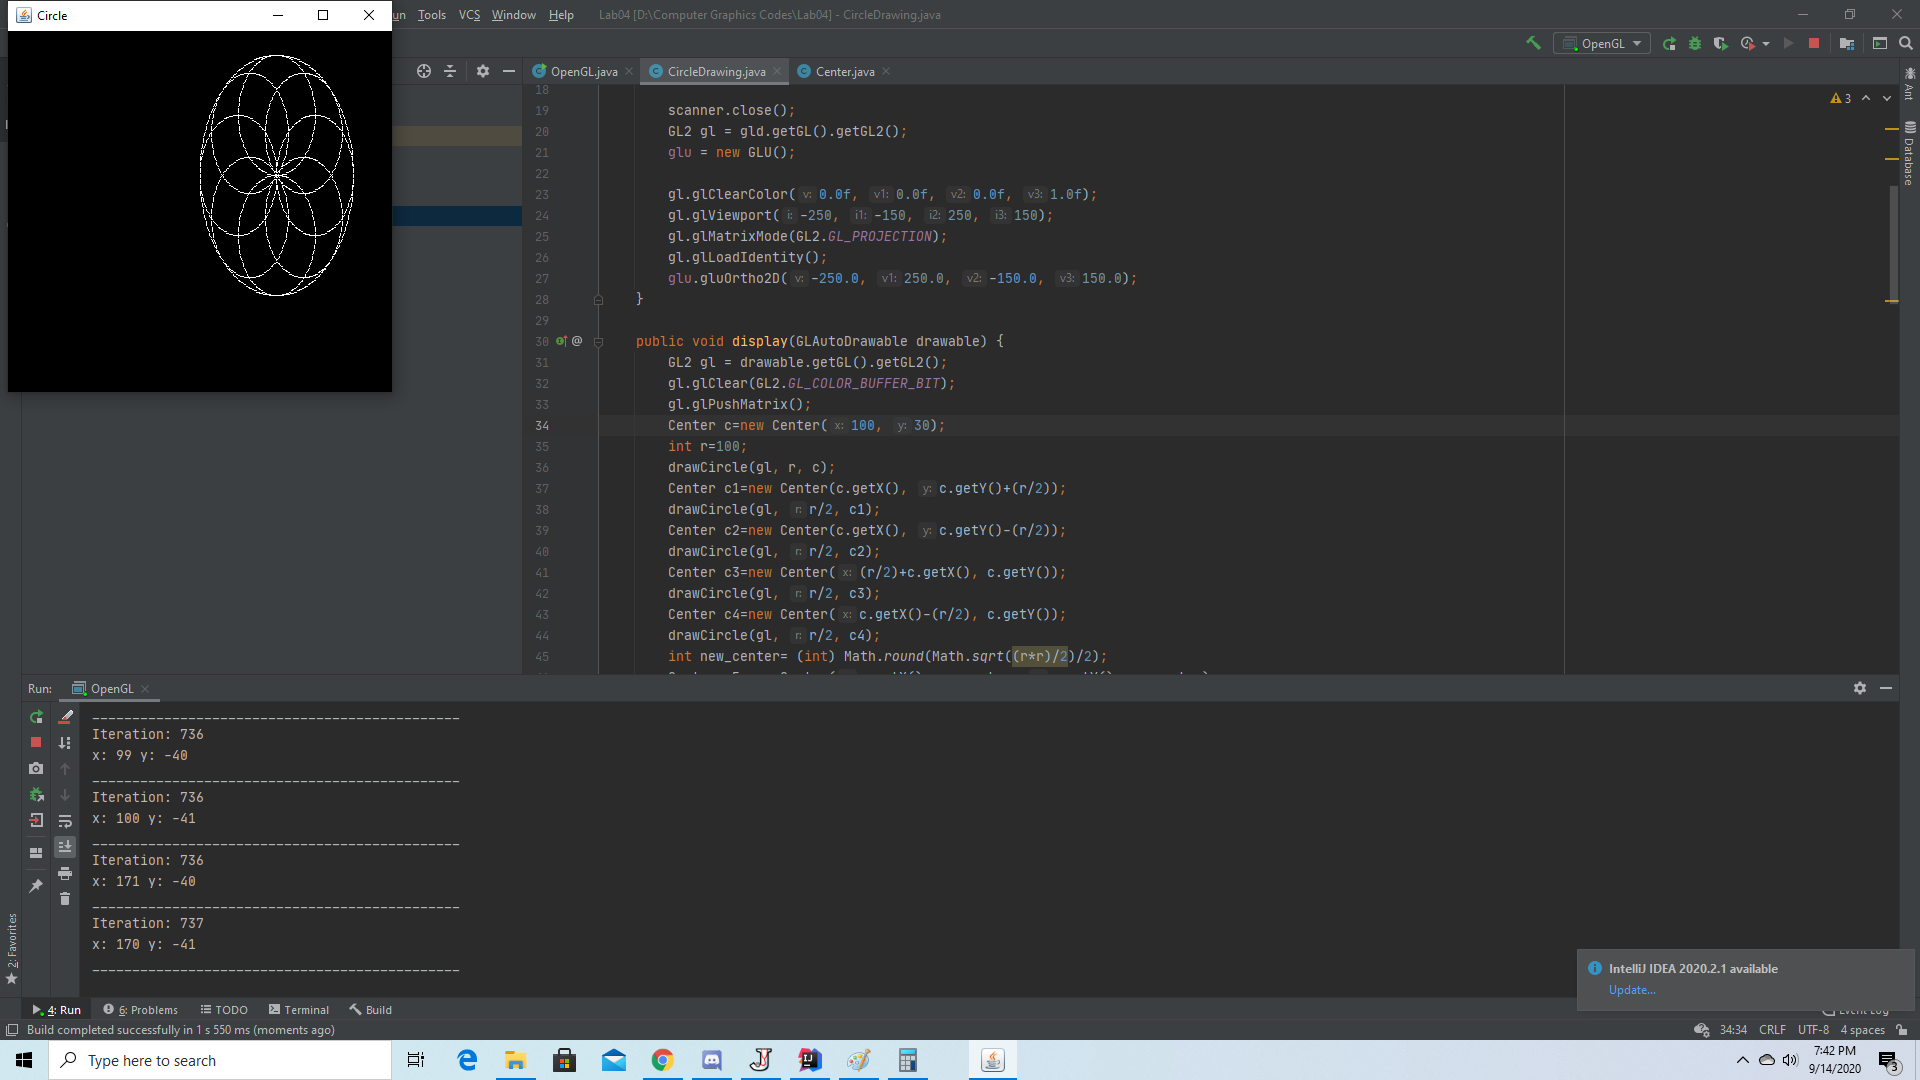 Circle
un Tools VCS Window Help Lab04 [D:\Computer Graphics Codes\Lab04] - CircleDrawing.java
OpenGL
OpenGL.java CircleDrawing.java Center.java
3
Ant
Database
18
19 scanner.close();
20 GL2 gl = gld.getGL().getGL2();
21 glu = new GLU();
22
23 gl.glClearColor( v: 0.0f, v1: 0.0f, v2: 0.0f, v3: 1.0f);
24 gl.glViewport( i: -250, i1: -150, i2: 250, i3: 150);
25 gl.glMatrixMode(GL2.GL_PROJECTION);
26 gl.glLoadIdentity();
27 glu.gluOrtho2D( v: -250.0, v1: 250.0, v2: -150.0, v3: 150.0);
28 }
29
30 @ public void display(GLAutoDrawable drawable) {
31 GL2 gl = drawable.getGL().getGL2();
32 gl.glClear(GL2.GL_COLOR_BUFFER_BIT);
33 gl.glPushMatrix();
34 Center c=new Center( x: 100, y: 30);
35 int r=100;
36 drawCircle(gl, r, c);
37 Center c1=new Center(c.getX(), y: c.getY()+(r/2));
38 drawCircle(gl, r: r/2, c1);
39 Center c2=new Center(c.getX(), y: c.getY()-(r/2));
40 drawCircle(gl, r: r/2, c2);
41 Center c3=new Center( x: (r/2)+c.getX(), c.getY());
42 drawCircle(gl, r: r/2, c3);
43 Center c4=new Center( x: c.getX()-(r/2), c.getY());
44 drawCircle(gl, r: r/2, c4);
45 int new_center= (int) Math.round(Math.sqrt((r*r)/2)/2);
Run: OpenGL
----------------------------------------------
Iteration: 736
x: 99 y: -40
----------------------------------------------
Iteration: 736
x: 100 y: -41
----------------------------------------------
Iteration: 736
x: 171 y: -40
----------------------------------------------
Iteration: 737
x: 170 y: -41
----------------------------------------------
2: Favorites
IntelliJ IDEA 2020.2.1 available
Update...
4: Run 6: Problems TODO Terminal Build Event Log
Build completed successfully in 1 s 550 ms (moments ago) 34:34 CRLF UTF-8 4 spaces
Type here to search
7:42 PM
9/14/2020
3